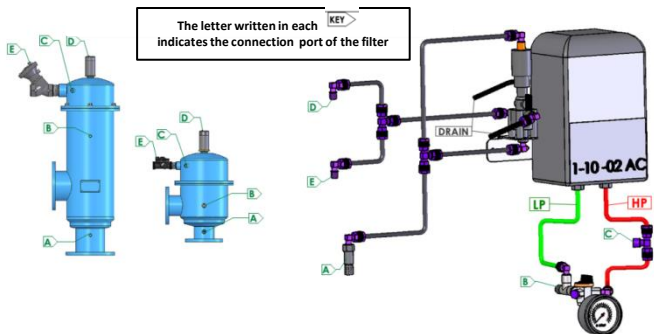 The letter written in each KEY
indicates the connection port of the filter
E
C
D
B
A
D
E
C
B
A
D
E
A
DRAIN
1-10-02 AC
LP
HP
C
B